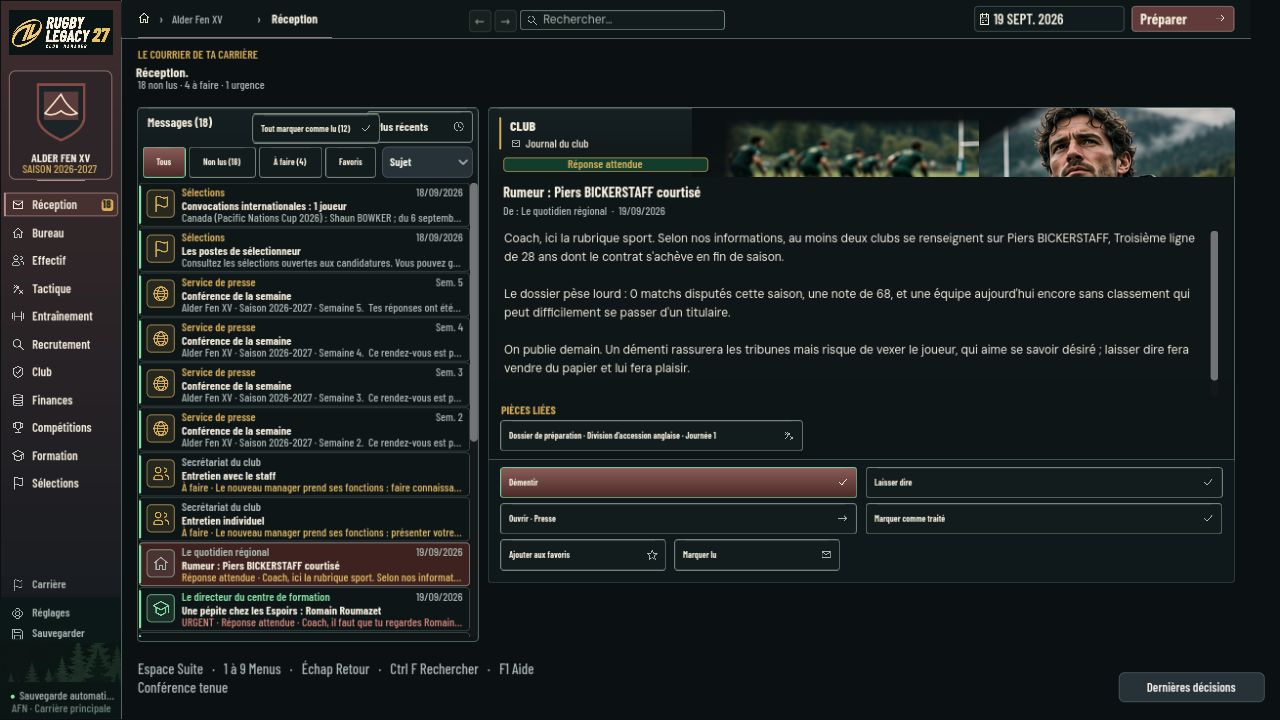 RUGBY
LEGACY 27
CLUB MANAGER
ALDER FEN XV
SAISON 2026-2027
Réception 18
Bureau
Effectif
Tactique
Entraînement
Recrutement
Club
Finances
Compétitions
Formation
Sélections
Carrière
Réglages
Sauvegarder
Sauvegarde automati...
AFN · Carrière principale
Alder Fen XV › Réception
Rechercher...
19 SEPT. 2026
Préparer
LE COURRIER DE TA CARRIÈRE
Réception.
18 non lus · 4 à faire · 1 urgence
Messages (18)
Tout marquer comme lu (12)
lus récents
Tous
Non lus (18)
À faire (4)
Favoris
Sujet
Sélections 18/09/2026
Convocations internationales : 1 joueur
Canada (Pacific Nations Cup 2026) : Shaun BOWKER ; du 6 septemb...
Sélections 18/09/2026
Les postes de sélectionneur
Consultez les sélections ouvertes aux candidatures. Vous pouvez g...
Service de presse Sem. 5
Conférence de la semaine
Alder Fen XV · Saison 2026-2027 · Semaine 5. Tes réponses ont été...
Service de presse Sem. 4
Conférence de la semaine
Alder Fen XV · Saison 2026-2027 · Semaine 4. Ce rendez-vous est p...
Service de presse Sem. 3
Conférence de la semaine
Alder Fen XV · Saison 2026-2027 · Semaine 3. Ce rendez-vous est p...
Service de presse Sem. 2
Conférence de la semaine
Alder Fen XV · Saison 2026-2027 · Semaine 2. Ce rendez-vous est p...
Secrétariat du club
Entretien avec le staff
À faire · Le nouveau manager prend ses fonctions : faire connaissa...
Secrétariat du club
Entretien individuel
À faire · Le nouveau manager prend ses fonctions : présenter votre...
Le quotidien régional 19/09/2026
Rumeur : Piers BICKERSTAFF courtisé
Réponse attendue · Coach, ici la rubrique sport. Selon nos informat...
Le directeur du centre de formation 19/09/2026
Une pépite chez les Espoirs : Romain Roumazet
URGENT · Réponse attendue · Coach, il faut que tu regardes Romain...
CLUB
Journal du club
Réponse attendue
Rumeur : Piers BICKERSTAFF courtisé
De : Le quotidien régional · 19/09/2026
Coach, ici la rubrique sport. Selon nos informations, au moins deux clubs se renseignent sur Piers BICKERSTAFF, Troisième ligne
de 28 ans dont le contrat s'achève en fin de saison.
Le dossier pèse lourd : 0 matchs disputés cette saison, une note de 68, et une équipe aujourd'hui encore sans classement qui
peut difficilement se passer d'un titulaire.
On publie demain. Un démenti rassurera les tribunes mais risque de vexer le joueur, qui aime se savoir désiré ; laisser dire fera
vendre du papier et lui fera plaisir.
PIÈCES LIÉES
Dossier de préparation · Division d'accession anglaise · Journée 1
Démentir
Laisser dire
Ouvrir · Presse
Marquer comme traité
Ajouter aux favoris
Marquer lu
Espace Suite · 1 à 9 Menus · Échap Retour · Ctrl F Rechercher · F1 Aide
Conférence tenue
Dernières décisions